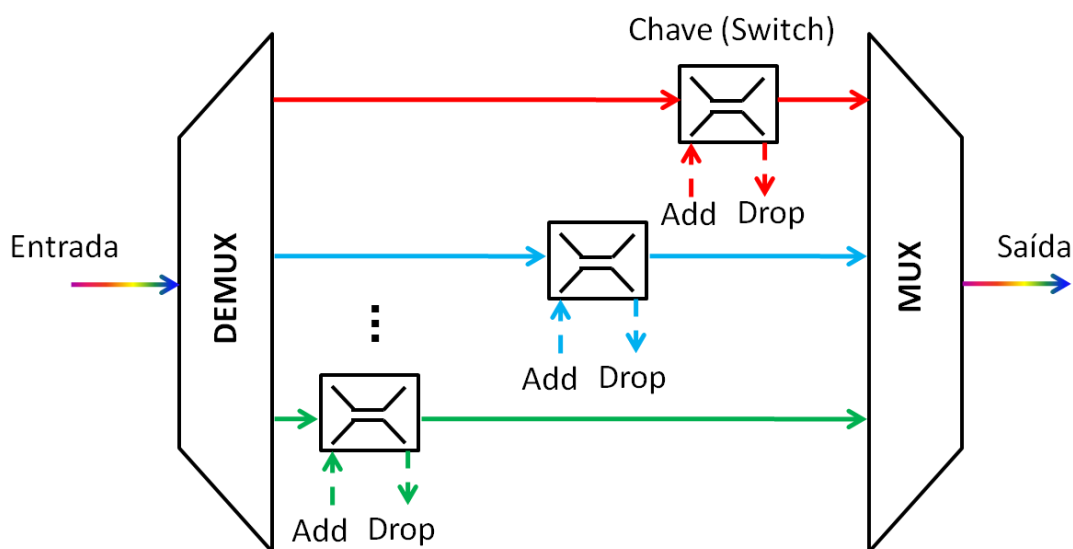 Chave (Switch)
Add Drop
Entrada
DEMUX
MUX
Saída
⋮
Add Drop
Add Drop